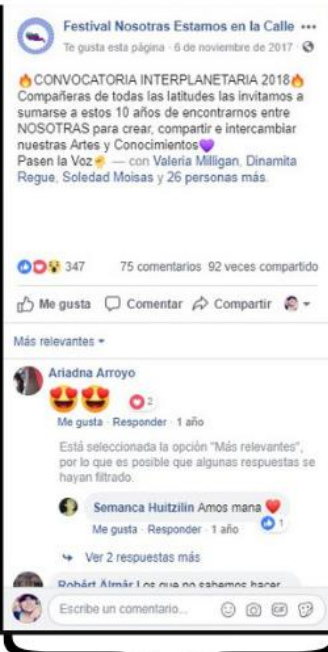 Festival Nosotras Estamos en la Calle ...
Te gusta esta página · 6 de noviembre de 2017 ·
🔥CONVOCATORIA INTERPLANETARIA 2018🔥
Compañeras de todas las latitudes las invitamos a
sumarse a estos 10 años de encontrarnos entre
NOSOTRAS para crear, compartir e intercambiar
nuestras Artes y Conocimientos💜
Pasen la Voz — con Valeria Milligan, Dinamita
Regue, Soledad Moisas y 26 personas más.
347 75 comentarios 92 veces compartido
Me gusta Comentar Compartir
Más relevantes
Ariadna Arroyo
😍😍 2
Me gusta · Responder · 1 año
Está seleccionada la opción "Más relevantes",
por lo que es posible que algunas respuestas se
hayan filtrado.
Semanca Huitzilin Amos mana ❤️
Me gusta · Responder · 1 año 1
Ver 2 respuestas más
Los que no sabemos hacer
Escribe un comentario... GIF